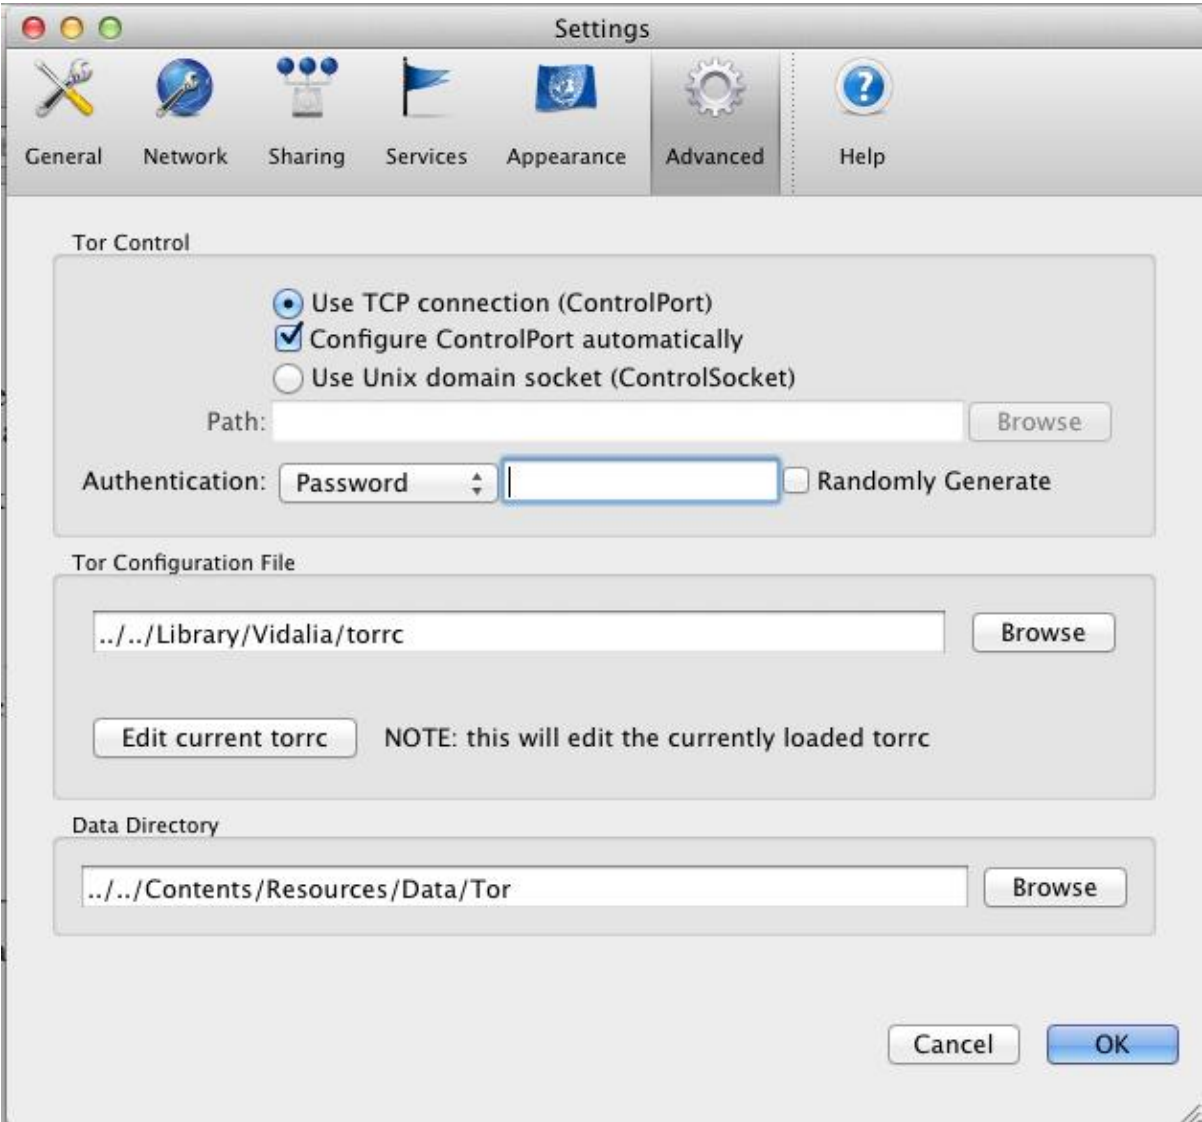 Settings
General Network Sharing Services Appearance Advanced Help
Tor Control
Use TCP connection (ControlPort)
Configure ControlPort automatically
Use Unix domain socket (ControlSocket)
Path: Browse
Authentication: Password Randomly Generate
Tor Configuration File
../../Library/Vidalia/torrc Browse
Edit current torrc NOTE: this will edit the currently loaded torrc
Data Directory
../../Contents/Resources/Data/Tor Browse
Cancel OK